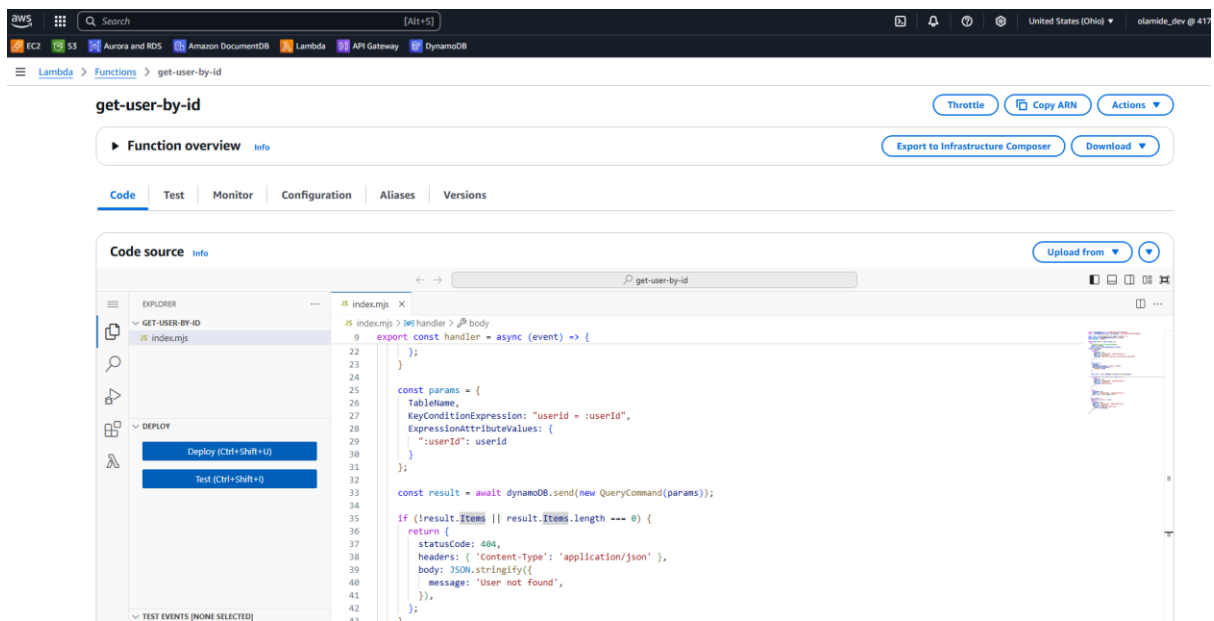 aws Search [Alt+S] United States (Ohio) ▼ olamide_dev @ 417
EC2 S3 Aurora and RDS Amazon DocumentDB Lambda API Gateway DynamoDB
Lambda > Functions > get-user-by-id
get-user-by-id Throttle Copy ARN Actions ▼
▶ Function overview Info Export to Infrastructure Composer Download ▼
Code Test Monitor Configuration Aliases Versions
Code source Info Upload from ▼
get-user-by-id
EXPLORER ... JS index.mjs ×
GET-USER-BY-ID JS index.mjs > handler > body
JS index.mjs 9 export const handler = async (event) => {
22 };
23 }
24
25 const params = {
26 TableName,
27 KeyConditionExpression: "userid = :userId",
28 ExpressionAttributeValues: {
DEPLOY
29 ":userId": userid
30 }
Deploy (Ctrl+Shift+U)
31 };
32
Test (Ctrl+Shift+I)
33 const result = await dynamoDB.send(new QueryCommand(params));
34
35 if (!result.Items || result.Items.length === 0) {
36 return {
37 statusCode: 404,
38 headers: { 'Content-Type': 'application/json' },
39 body: JSON.stringify({
40 message: 'User not found',
41 }),
42 };
TEST EVENTS [NONE SELECTED]